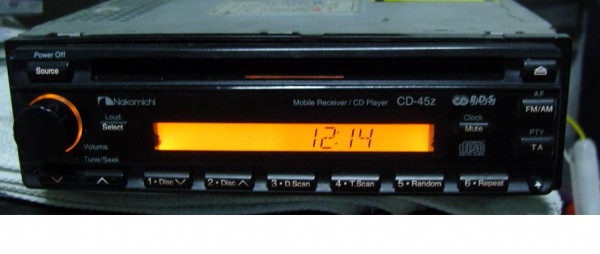 Power Off
Source
Nakamichi
Mobile Receiver / CD Player CD-45z
RDS
AF
FM/AM
Loud
Select
Clock
Mute
PTY
TA
12:14
Volume
Tune/Seek
1 • Disc
2 • Disc
3 • D.Scan
4 • T.Scan
5 • Random
6 • Repeat